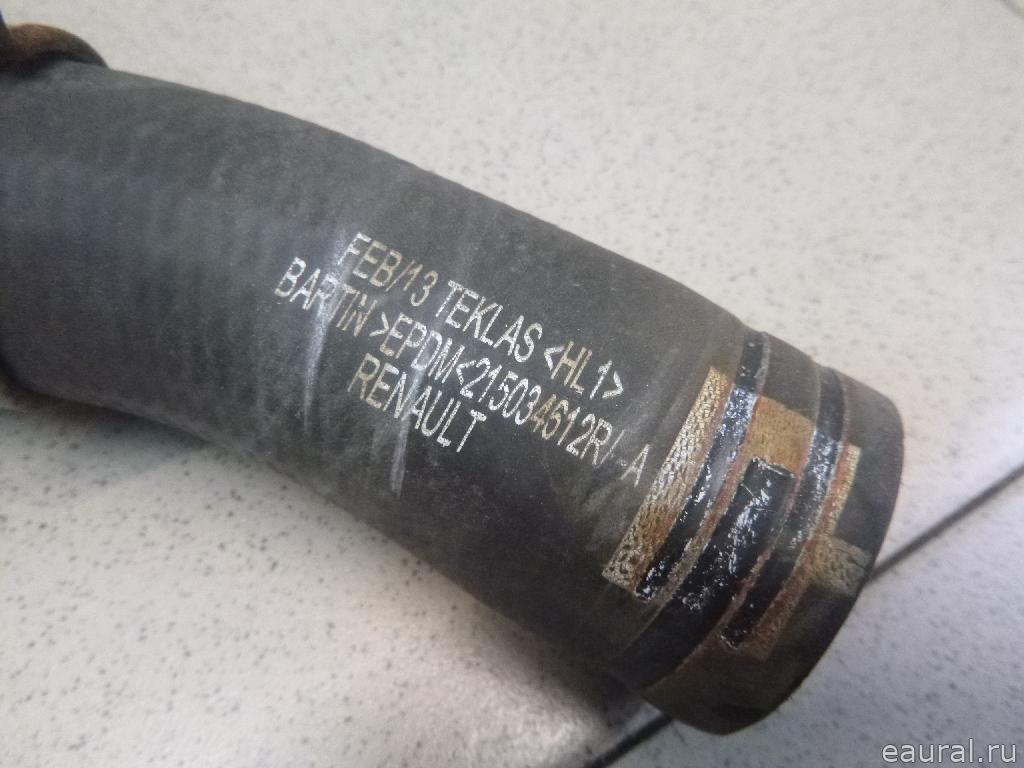 FEB/13 TEKLAS <HL1>
BARTIN >EPDM<215034612R/-A
RENAULT
eaural.ru